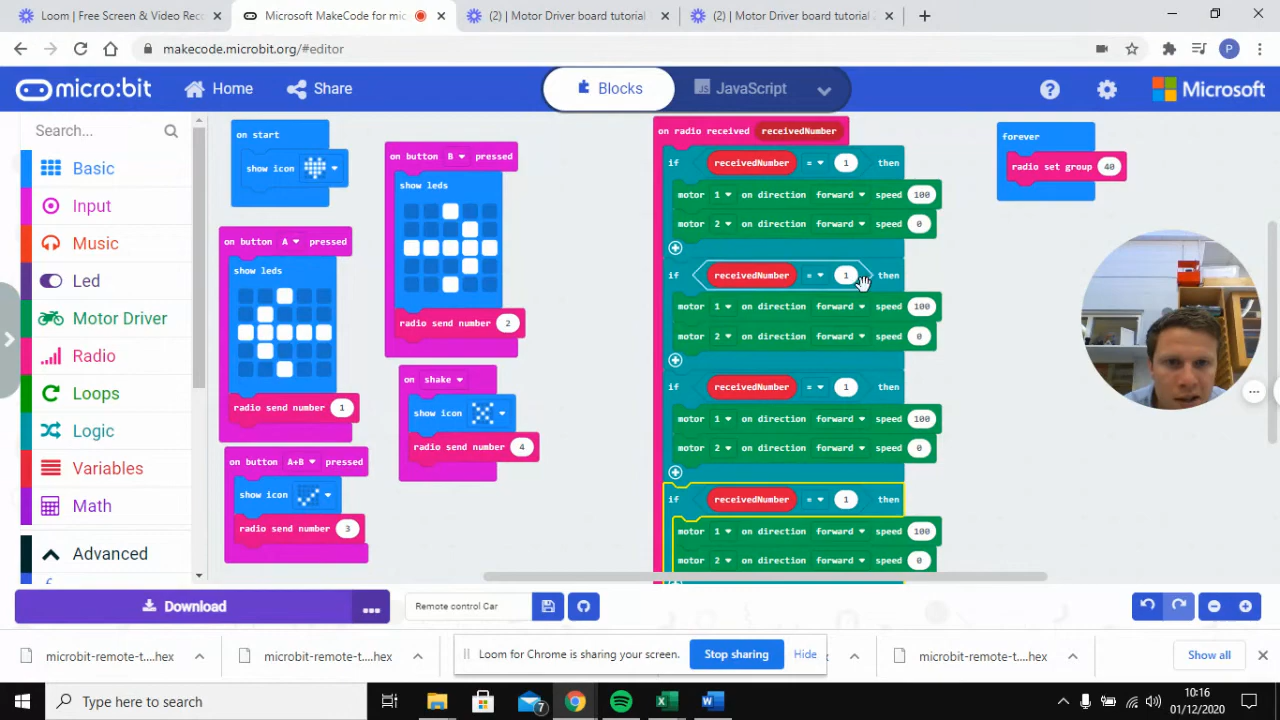 Loom | Free Screen & Video Rec
Microsoft MakeCode for mic
(2) | Motor Driver board tutorial
(2) | Motor Driver board tutorial
makecode.microbit.org/#editor
P
micro:bit
Home
Share
Blocks
JavaScript
Microsoft
Search...
Basic
Input
Music
Led
Motor Driver
Radio
Loops
Logic
Variables
Math
Advanced
on start
show icon
on button A pressed
show leds
radio send number 1
on button A+B pressed
show icon
radio send number 3
on button B pressed
show leds
radio send number 2
on shake
show icon
radio send number 4
on radio received receivedNumber
if receivedNumber = 1 then
motor 1 on direction forward speed 100
motor 2 on direction forward speed 0
if receivedNumber = 1 then
motor 1 on direction forward speed 100
motor 2 on direction forward speed 0
if receivedNumber = 1 then
motor 1 on direction forward speed 100
motor 2 on direction forward speed 0
if receivedNumber = 1 then
motor 1 on direction forward speed 100
motor 2 on direction forward speed 0
forever
radio set group 40
Download
Remote control Car
microbit-remote-t....hex
microbit-remote-t....hex
Loom for Chrome is sharing your screen.
Stop sharing
Hide
microbit-remote-t....hex
Show all
Type here to search
7
10:16
01/12/2020